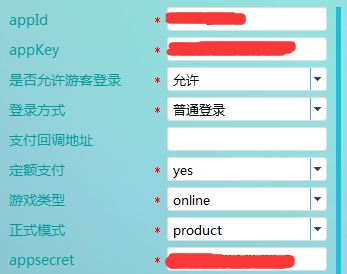 appId *
appKey *
是否允许游客登录 * 允许
登录方式 * 普通登录
支付回调地址
定额支付 * yes
游戏类型 * online
正式模式 * product
appsecret *